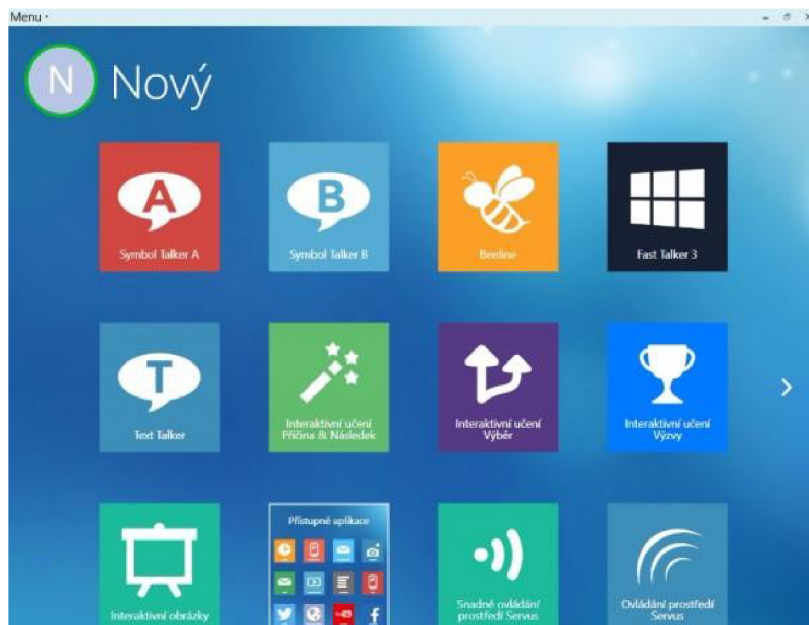 Menu
N Nový
A
B
Symbol Talker A
Symbol Talker B
Beeline
Fast Talker 3
T
Text Talker
Interaktivní učení
Příčina & Následek
Interaktivní učení
Výběr
Interaktivní učení
Výzvy
Přístupné aplikace
Interaktivní obrázky
Snadné ovládání
prostředí Servus
Ovládání prostředí
Servus